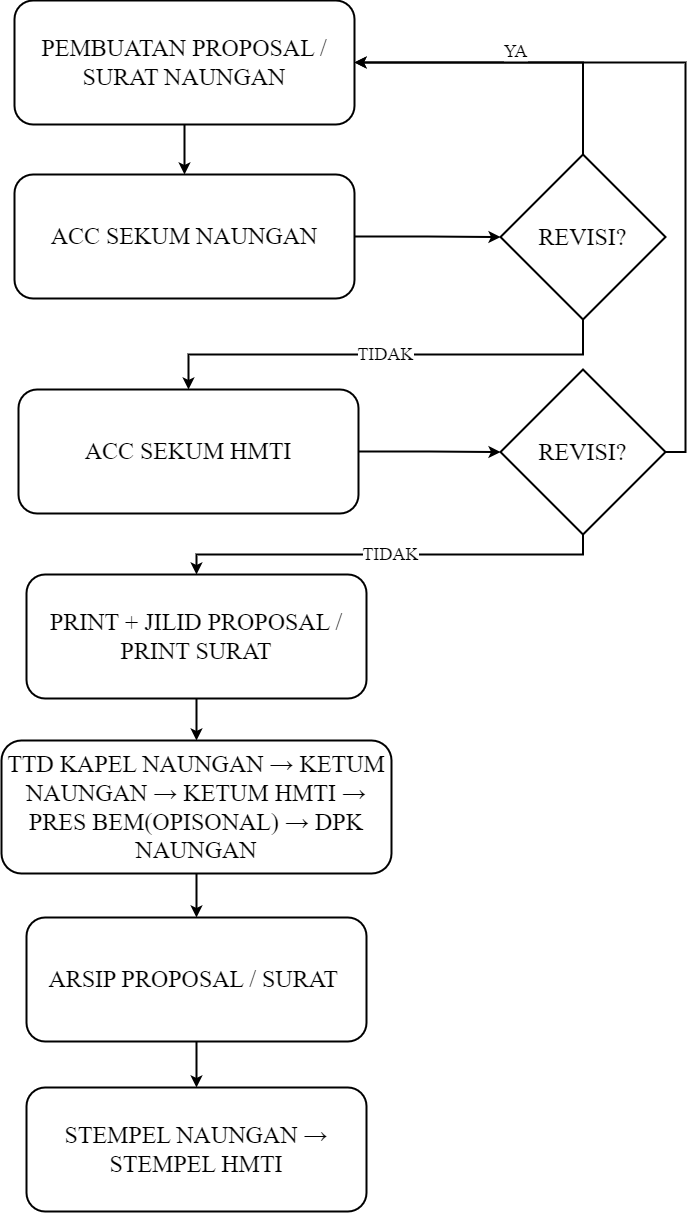 PEMBUATAN PROPOSAL /
SURAT NAUNGAN
YA
ACC SEKUM NAUNGAN
REVISI?
TIDAK
ACC SEKUM HMTI
REVISI?
TIDAK
PRINT + JILID PROPOSAL /
PRINT SURAT
TTD KAPEL NAUNGAN → KETUM
NAUNGAN → KETUM HMTI →
PRES BEM(OPISONAL) → DPK
NAUNGAN
ARSIP PROPOSAL / SURAT
STEMPEL NAUNGAN →
STEMPEL HMTI